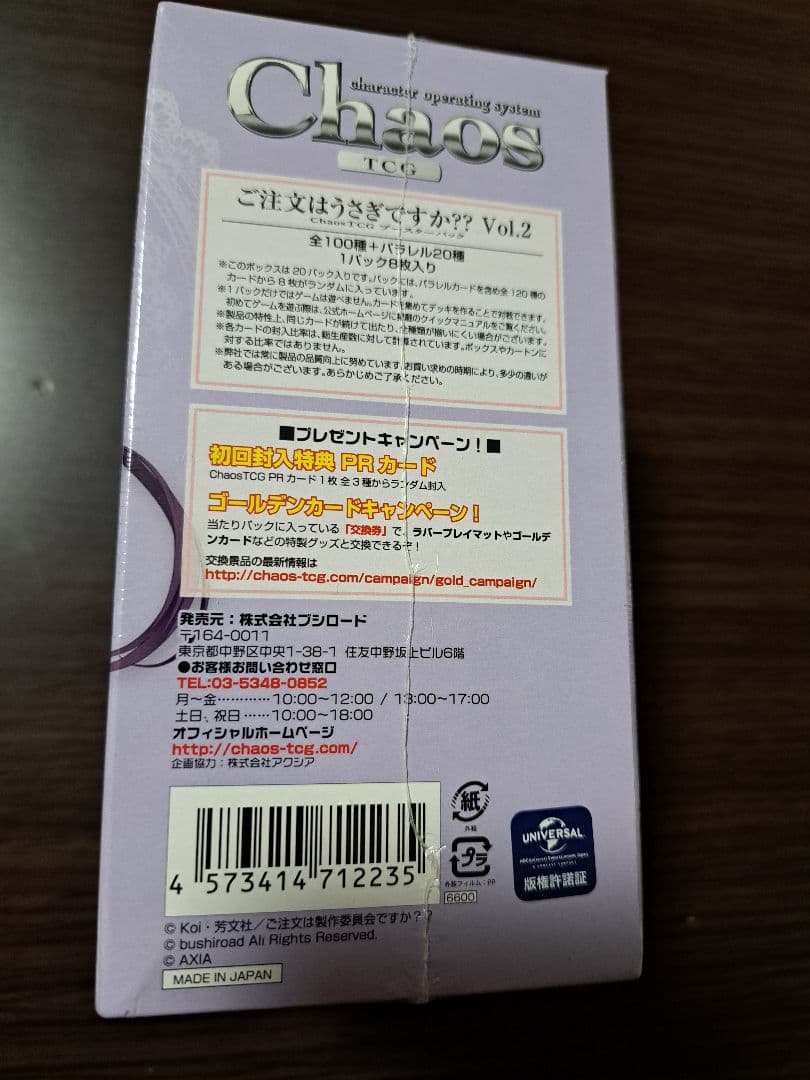 character operating system
Chaos
TCG
ご注文はうさぎですか?? Vol.2
ChaosTCG ブースターパック
全100種+パラレル20種
1パック8枚入り
※このボックスは20パック入りです。パックには、パラレルカードを含め全120種の
カードから8枚がランダムに入っています。
※1パックだけではゲームは遊べません。カードを集めてデッキを作ることで対戦できます。
初めてゲームを遊ぶ際は、公式ホームページに記載のクイックマニュアルをご覧ください。
※製品の特性上、同じカードが続けて出たり、全種類が揃いにくい場合がございます。
※各カードの封入比率は、総生産数に対して計算されています。ボックスやカートンに
対する比率ではありません。
※弊社では常に製品の品質向上に努めています。お買い求めの時期により、多少の違いが
ある場合がございます。あらかじめご了承ください。
■プレゼントキャンペーン!■
初回封入特典 PRカード
ChaosTCG PRカード1枚 全3種からランダム封入
ゴールデンカードキャンペーン!
当たりパックに入っている「交換券」で、ラバープレイマットやゴールデ
ンカードなどの特製グッズと交換できるぞ!
交換景品の最新情報は
http://chaos-tcg.com/campaign/gold_campaign/
発売元:株式会社ブシロード
〒164-0011
東京都中野区中央1-38-1 住友中野坂上ビル6階
●お客様お問い合わせ窓口
TEL:03-5348-0852
月~金…………10:00~12:00 / 13:00~17:00
土日、祝日……10:00~18:00
オフィシャルホームページ
http://chaos-tcg.com/
企画協力:株式会社アクシア
4 573414 712235
紙
外箱
プラ
外装フィルム:PP
6600
UNIVERSAL
版権許諾証
© Koi・芳文社/ご注文は製作委員会ですか??
© bushiroad All Rights Reserved.
© AXIA
MADE IN JAPAN